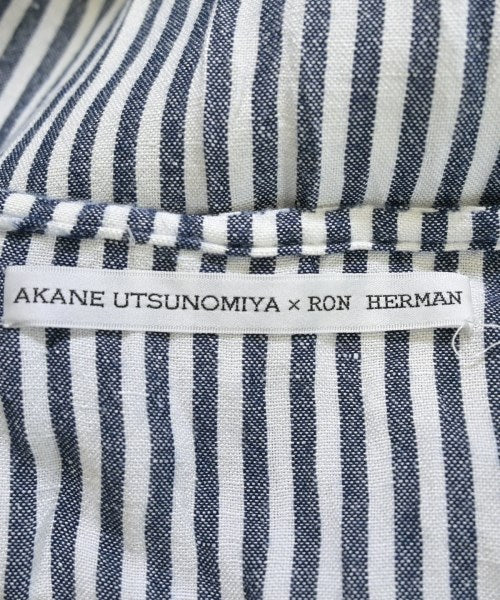 AKANE UTSUNOMIYA × RON HERMAN